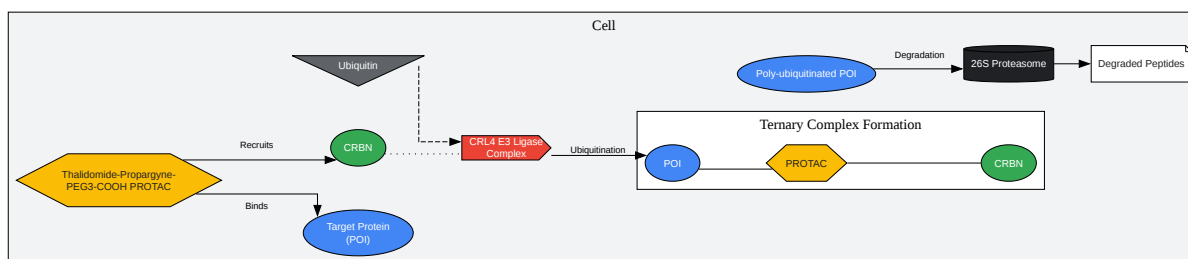 Cell
Ubiquitin
Degradation
Poly-ubiquitinated POI
26S Proteasome
Degraded Peptides
Ternary Complex Formation
Recruits
CRBN
CRL4 E3 Ligase
Complex
Ubiquitination
POI
PROTAC
CRBN
Thalidomide-Propargyne-
PEG3-COOH PROTAC
Binds
Target Protein
(POI)